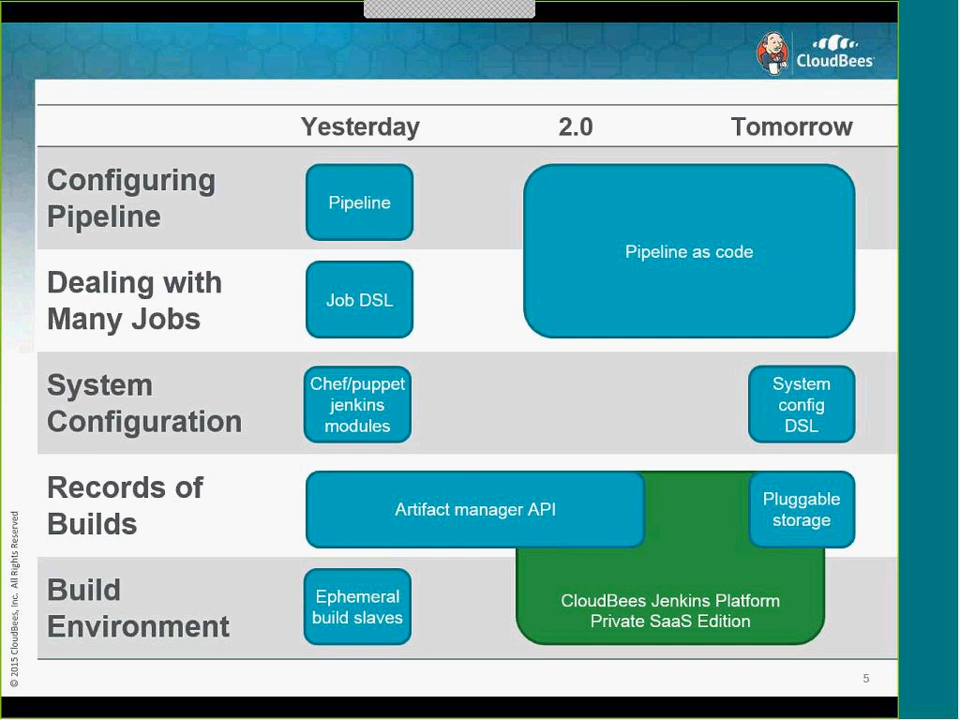 CloudBees
Yesterday 2.0 Tomorrow
Configuring
Pipeline
Pipeline
Pipeline as code
Dealing with
Many Jobs
Job DSL
System
Configuration
Chef/puppet
jenkins
modules
System
config
DSL
Records of
Builds
Artifact manager API
Pluggable
storage
Build
Environment
Ephemeral
build slaves
CloudBees Jenkins Platform
Private SaaS Edition
© 2015 CloudBees, Inc. All Rights Reserved
5